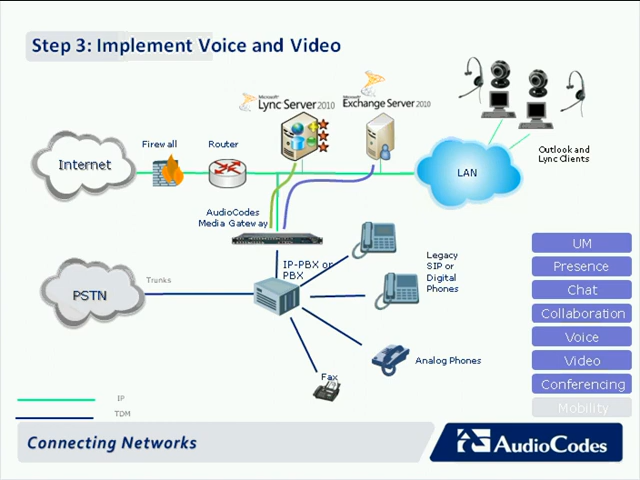 Step 3: Implement Voice and Video
Microsoft
Lync Server 2010
Microsoft
Exchange Server 2010
Internet
Firewall
Router
LAN
Outlook and
Lync Clients
AudioCodes
Media Gateway
PSTN
Trunks
IP-PBX or
PBX
Legacy
SIP or
Digital
Phones
Analog Phones
Fax
UM
Presence
Chat
Collaboration
Voice
Video
Conferencing
Mobility
IP
TDM
Connecting Networks
AudioCodes